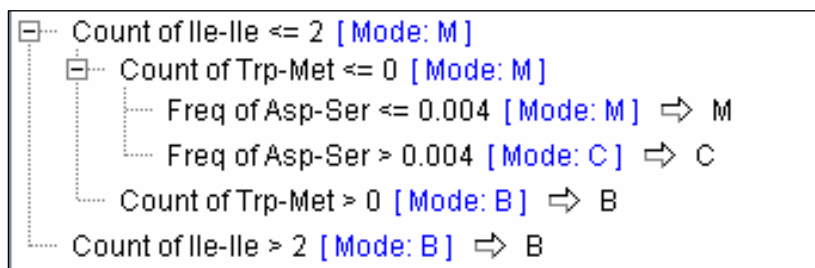 Count of Ile-Ile <= 2 [ Mode: M ]
Count of Trp-Met <= 0 [ Mode: M ]
Freq of Asp-Ser <= 0.004 [ Mode: M ] ⇨ M
Freq of Asp-Ser > 0.004 [ Mode: C ] ⇨ C
Count of Trp-Met > 0 [ Mode: B ] ⇨ B
Count of Ile-Ile > 2 [ Mode: B ] ⇨ B